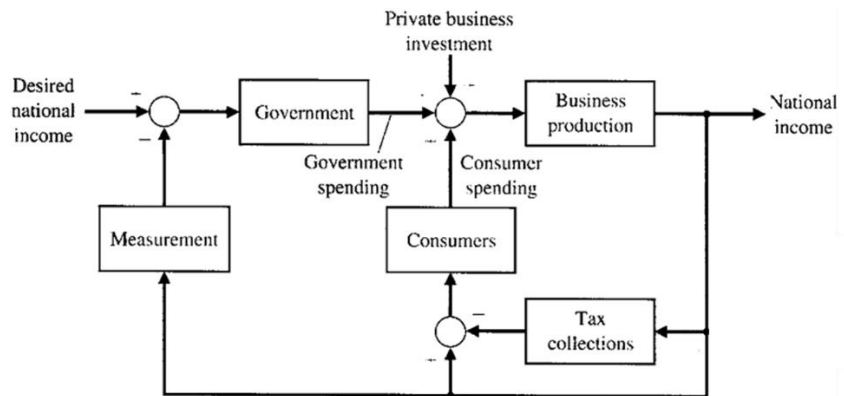 Private business
investment
Desired
national
income
Government
Business
production
National
income
Government
spending
Consumer
spending
Measurement
Consumers
Tax
collections